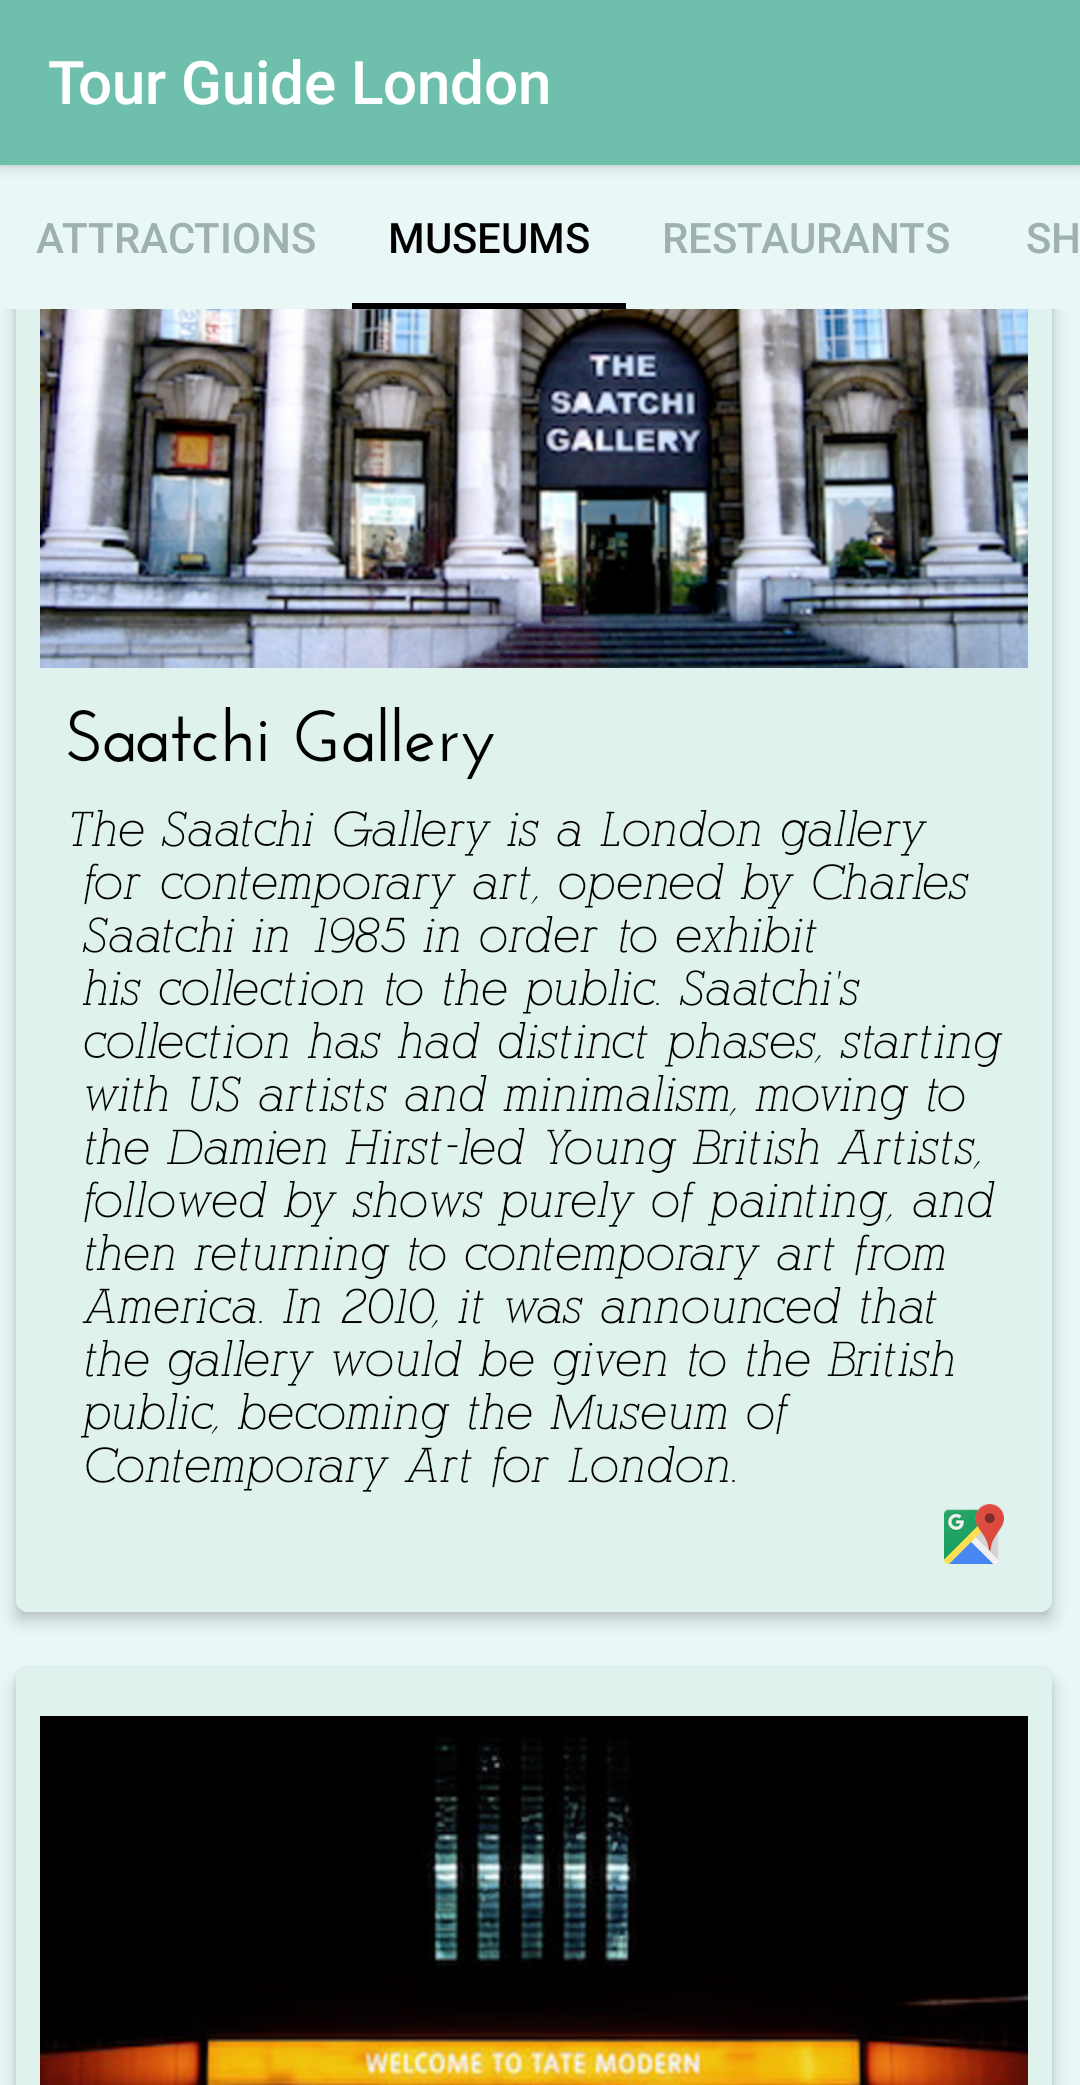 Tour Guide London
ATTRACTIONS MUSEUMS RESTAURANTS SH
THE
SAATCHI
GALLERY
Saatchi Gallery
The Saatchi Gallery is a London gallery
for contemporary art, opened by Charles
Saatchi in 1985 in order to exhibit
his collection to the public. Saatchi's
collection has had distinct phases, starting
with US artists and minimalism, moving to
the Damien Hirst-led Young British Artists,
followed by shows purely of painting, and
then returning to contemporary art from
America. In 2010, it was announced that
the gallery would be given to the British
public, becoming the Museum of
Contemporary Art for London.
G
WELCOME TO TATE MODERN